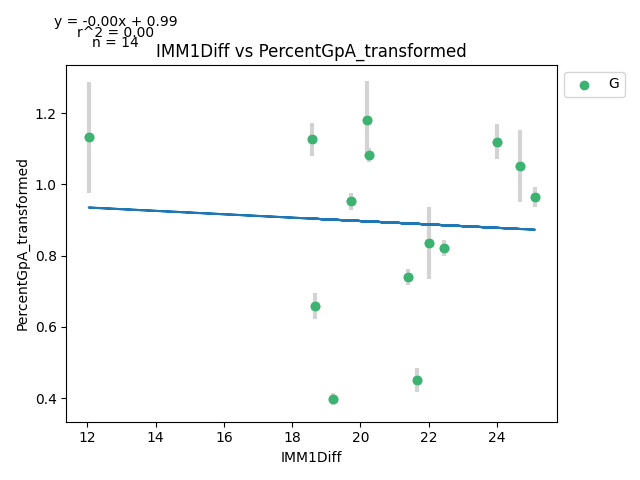 y = -0.00x + 0.99
r^2 = 0.00
n = 14
IMM1Diff vs PercentGpA_transformed
G
1.2
1.0
0.8
0.6
0.4
PercentGpA_transformed
12 14 16 18 20 22 24
IMM1Diff